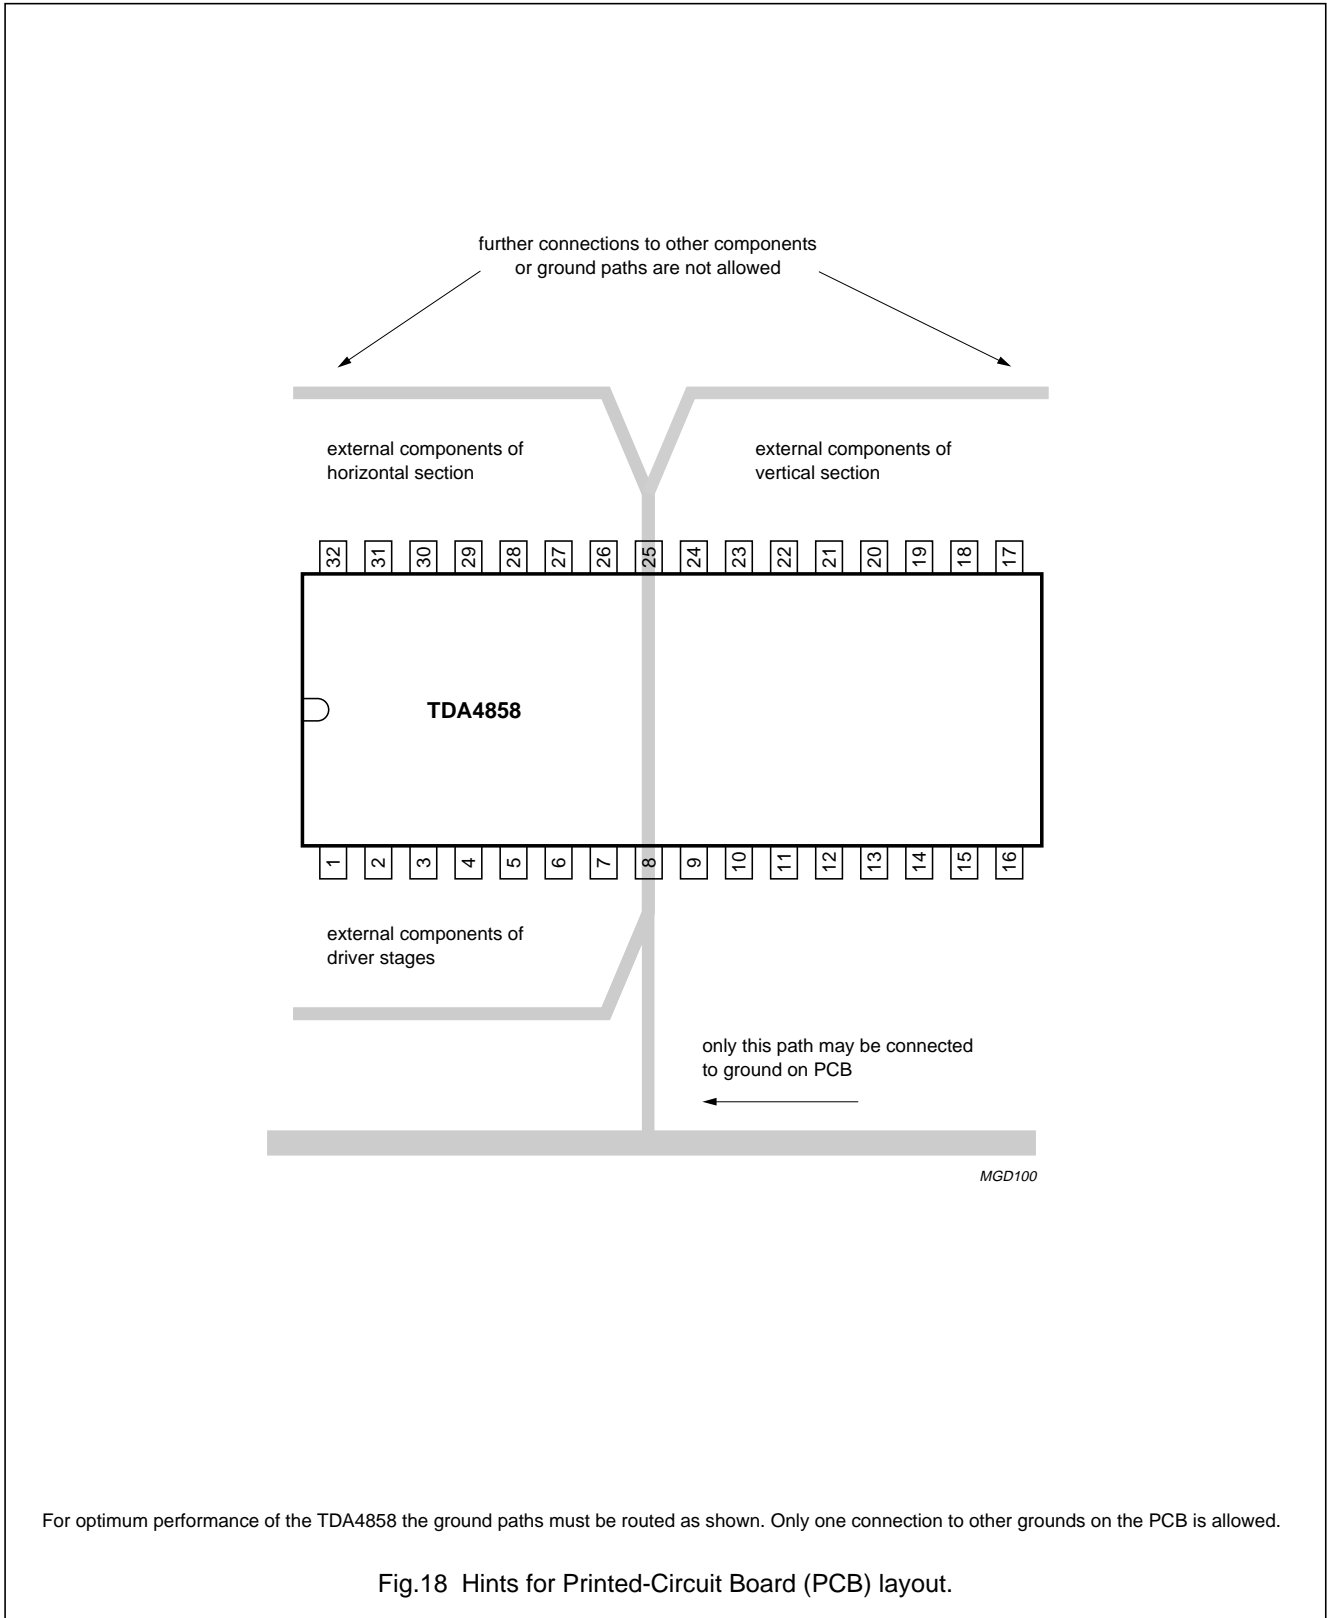 further connections to other components
or ground paths are not allowed
external components of
horizontal section
external components of
vertical section
32 31 30 29 28 27 26 25 24 23 22 21 20 19 18 17
TDA4858
1 2 3 4 5 6 7 8 9 10 11 12 13 14 15 16
external components of
driver stages
only this path may be connected
to ground on PCB
MGD100
For optimum performance of the TDA4858 the ground paths must be routed as shown. Only one connection to other grounds on the PCB is allowed.
Fig.18 Hints for Printed-Circuit Board (PCB) layout.